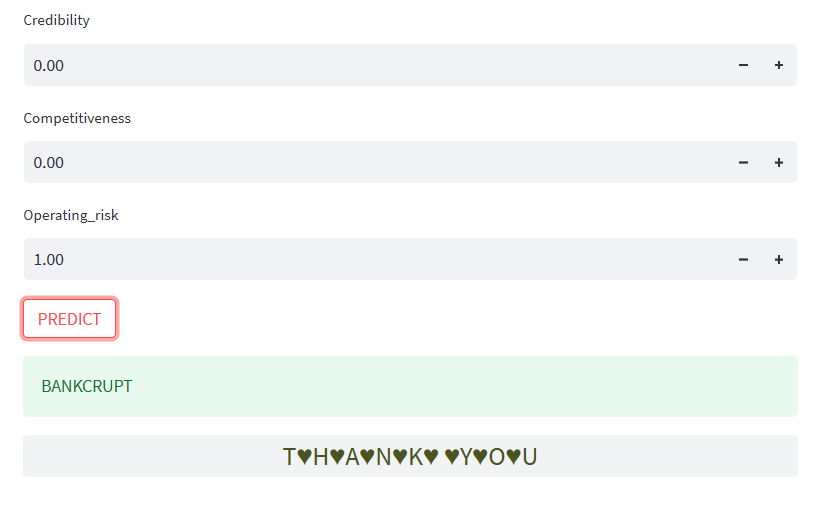 Credibility
0.00 − +
Competitiveness
0.00 − +
Operating_risk
1.00 − +
PREDICT
BANKCRUPT
T♥H♥A♥N♥K♥ ♥Y♥O♥U